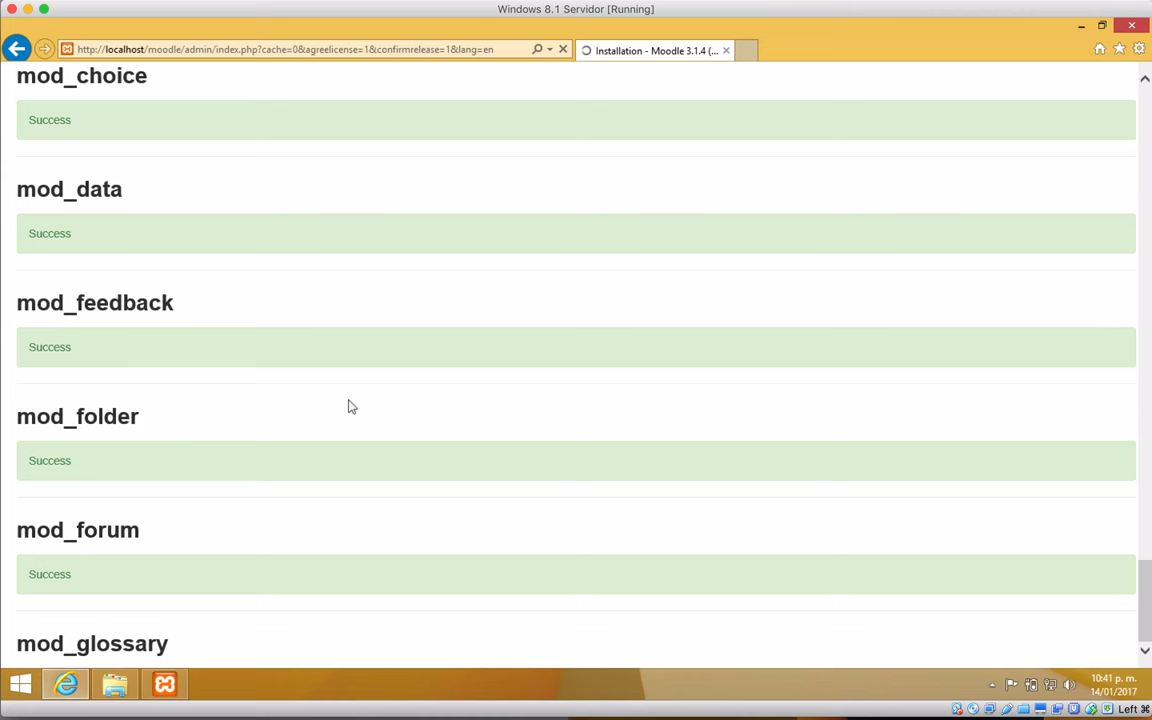 Windows 8.1 Servidor [Running]
http://localhost/moodle/admin/index.php?cache=0&agreelicense=1&confirmrelease=1&lang=en
Installation - Moodle 3.1.4 (...
mod_choice
Success
mod_data
Success
mod_feedback
Success
mod_folder
Success
mod_forum
Success
mod_glossary
10:41 p. m.
14/01/2017
Left ⌘